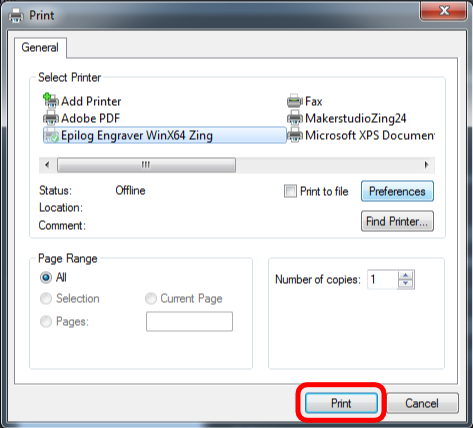 Print
General
Select Printer
Add Printer
Fax
Adobe PDF
MakerstudioZing24
Epilog Engraver WinX64 Zing
Microsoft XPS Documen
Status:
Offline
Print to file
Preferences
Location:
Comment:
Find Printer...
Page Range
All
Selection
Current Page
Pages:
Number of copies:
1
Print
Cancel